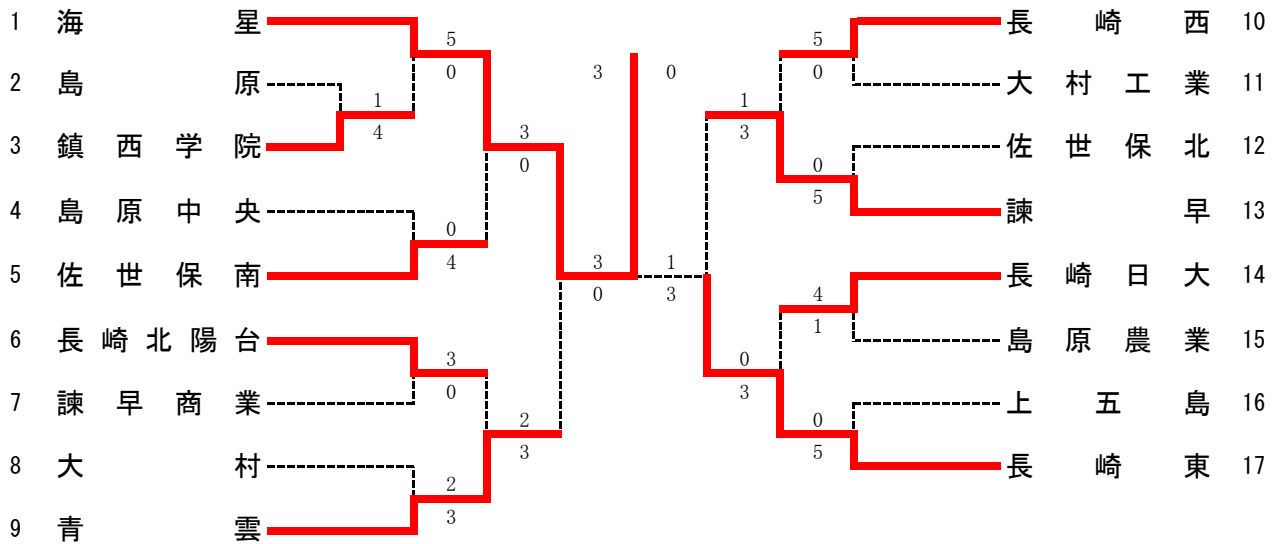 1 海星
2 島原
3 鎮西学院
4 島原中央
5 佐世保南
6 長崎北陽台
7 諫早商業
8 大村
9 青雲
5
0
1
4
0
4
3
0
2
3
3
0
2
3
3
0
3 0
1
3
1
3
0
3
5
0
0
5
4
1
0
5
長崎西 10
大村工業 11
佐世保北 12
諫早 13
長崎日大 14
島原農業 15
上五島 16
長崎東 17